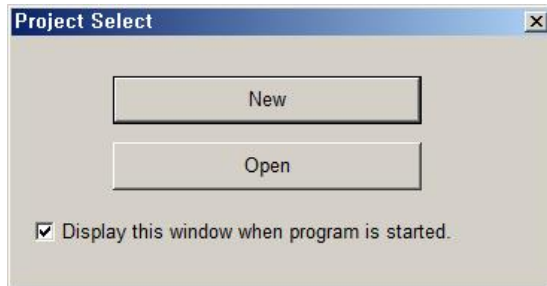 Project Select
New
Open
Display this window when program is started.